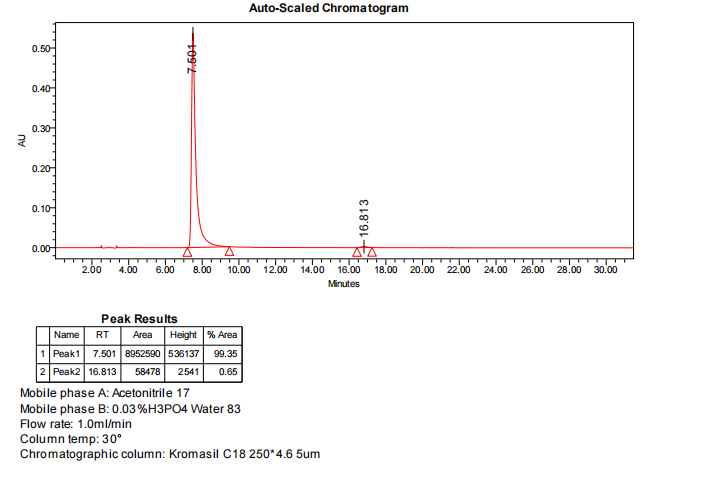 Auto-Scaled Chromatogram
7.501
16.813
AU
0.50
0.40
0.30
0.20
0.10
0.00
2.00 4.00 6.00 8.00 10.00 12.00 14.00 16.00 18.00 20.00 22.00 24.00 26.00 28.00 30.00
Minutes
Peak Results
Name RT Area Height % Area
1 Peak1 7.501 8952590 536137 99.35
2 Peak2 16.813 58478 2541 0.65
Mobile phase A: Acetonitrile 17
Mobile phase B: 0.03%H3PO4 Water 83
Flow rate: 1.0ml/min
Column temp: 30°
Chromatographic column: Kromasil C18 250*4.6 5um